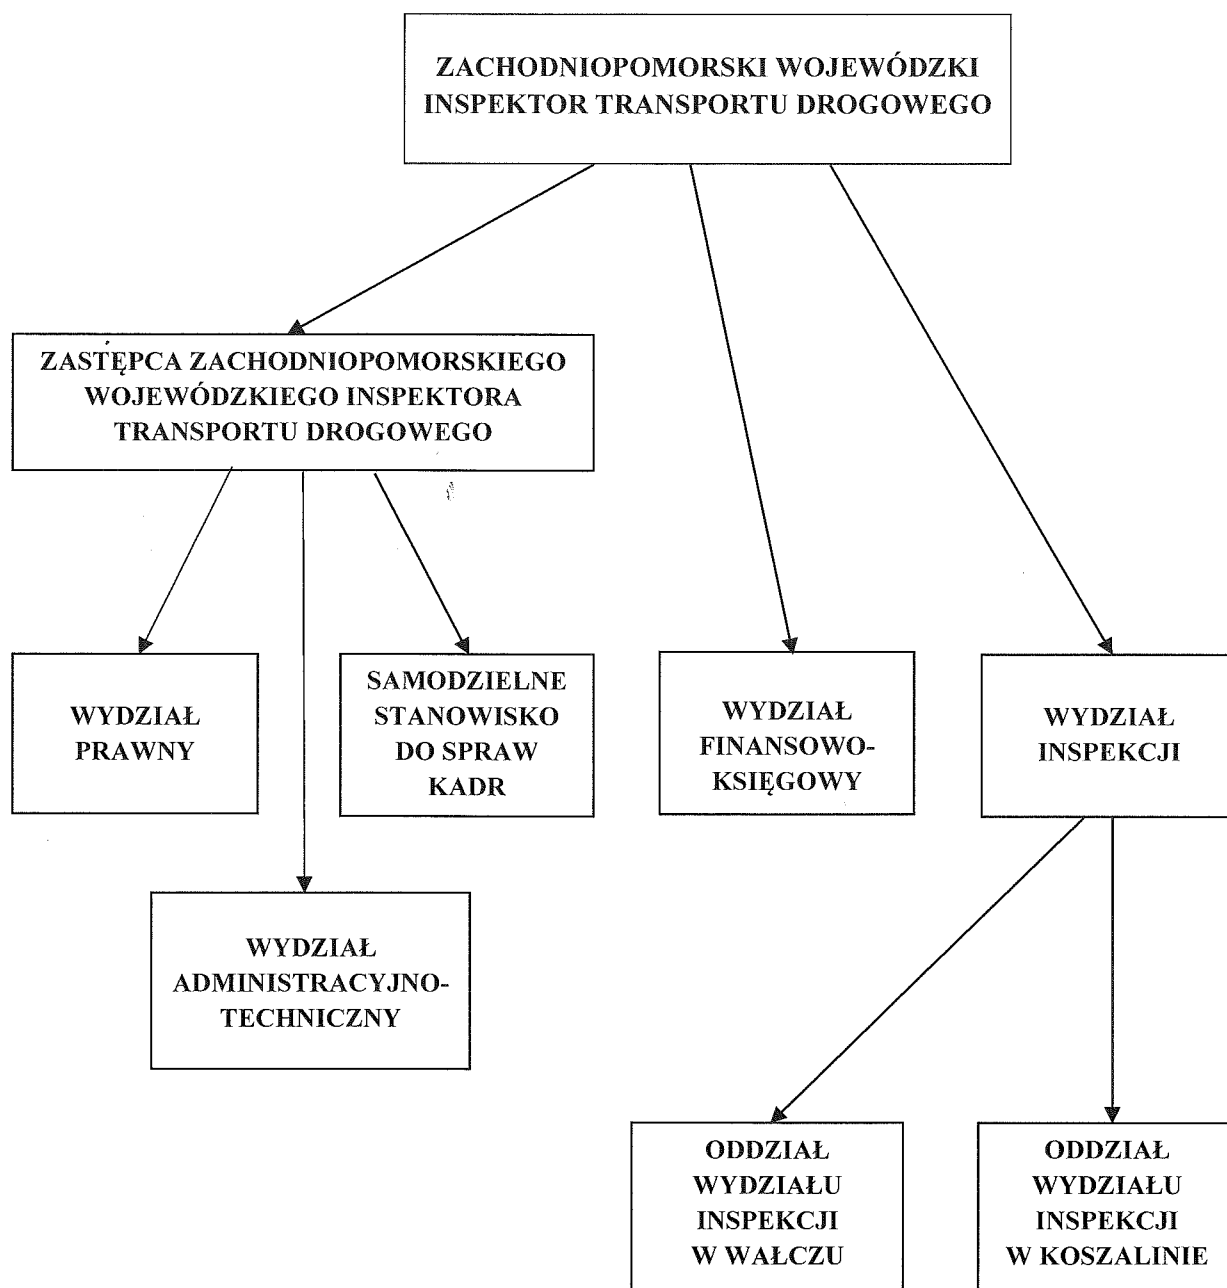 ZACHODNIOPOMORSKI WOJEWÓDZKI
INSPEKTOR TRANSPORTU DROGOWEGO
ZASTĘPCA ZACHODNIOPOMORSKIEGO
WOJEWÓDZKIEGO INSPEKTORA
TRANSPORTU DROGOWEGO
WYDZIAŁ
PRAWNY
SAMODZIELNE
STANOWISKO
DO SPRAW
KADR
WYDZIAŁ
FINANSOWO-
KSIĘGOWY
WYDZIAŁ
INSPEKCJI
WYDZIAŁ
ADMINISTRACYJNO-
TECHNICZNY
ODDZIAŁ
WYDZIAŁU
INSPEKCJI
W WAŁCZU
ODDZIAŁ
WYDZIAŁU
INSPEKCJI
W KOSZALINIE